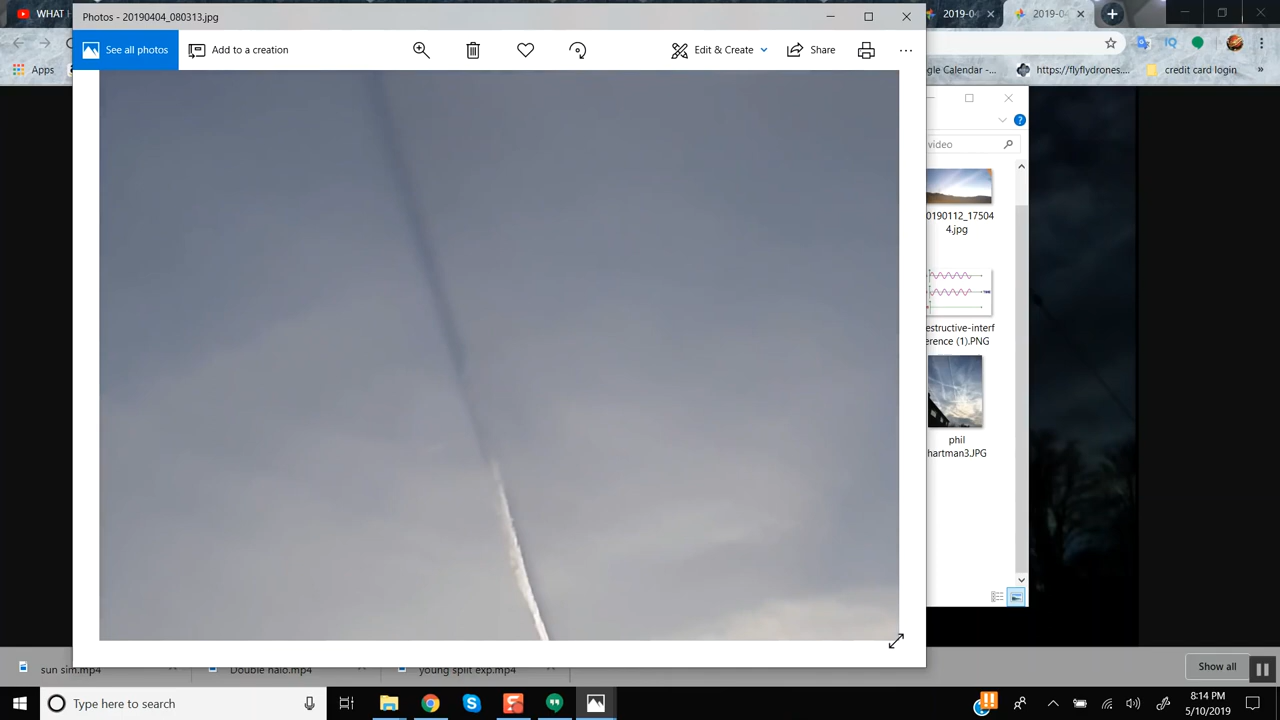 WHAT I
Photos - 20190404_080313.jpg
2019-04
2019-04
See all photos
Add to a creation
Edit & Create
Share
Apps
gle Calendar -...
https://flyflydrones....
credit card login
»
video
0190112_17504
4.jpg
estructive-interf
erence (1).PNG
phil
hartman3.JPG
sun sim.mp4
Double halo.mp4
young split exp.mp4
Show all
Type here to search
8:14 PM
5/10/2019